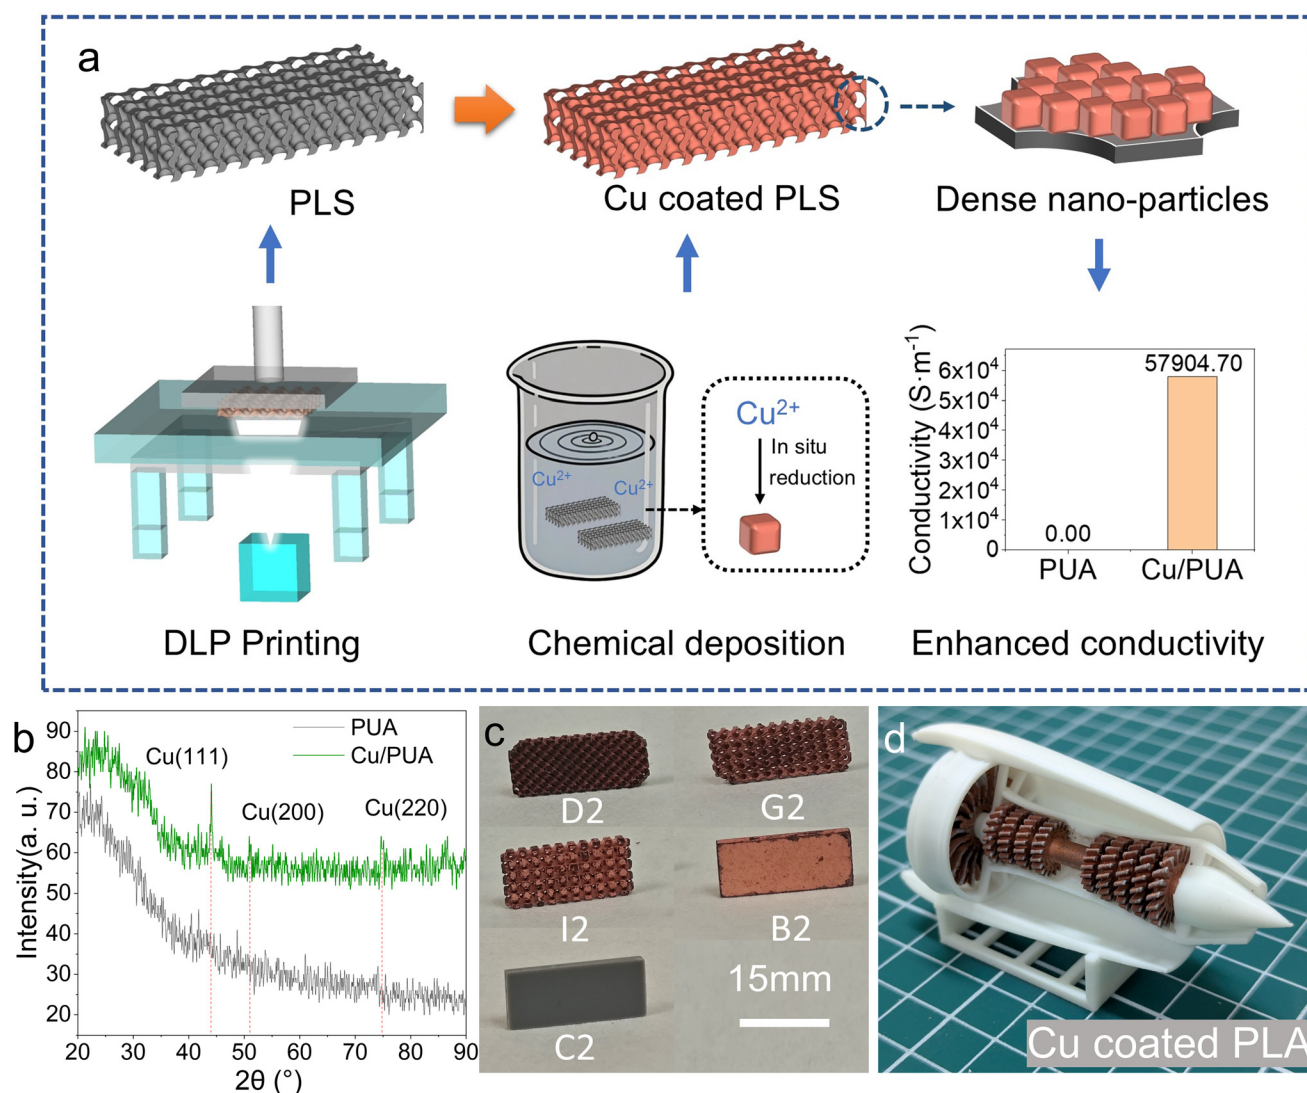 a
PLS
Cu coated PLS
Dense nano-particles
Cu²⁺
Cu²⁺
Cu²⁺
In situ
reduction
Conductivity (S·m⁻¹)
6x10⁴
5x10⁴
4x10⁴
3x10⁴
2x10⁴
1x10⁴
0
57904.70
0.00
PUA
Cu/PUA
DLP Printing
Chemical deposition
Enhanced conductivity
b
PUA
Cu/PUA
Cu(111)
Cu(200)
Cu(220)
Intensity(a. u.)
90
80
70
60
50
40
30
20
20 30 40 50 60 70 80 90
2θ (°)
c
D2
G2
I2
B2
C2
15mm
d
Cu coated PLA